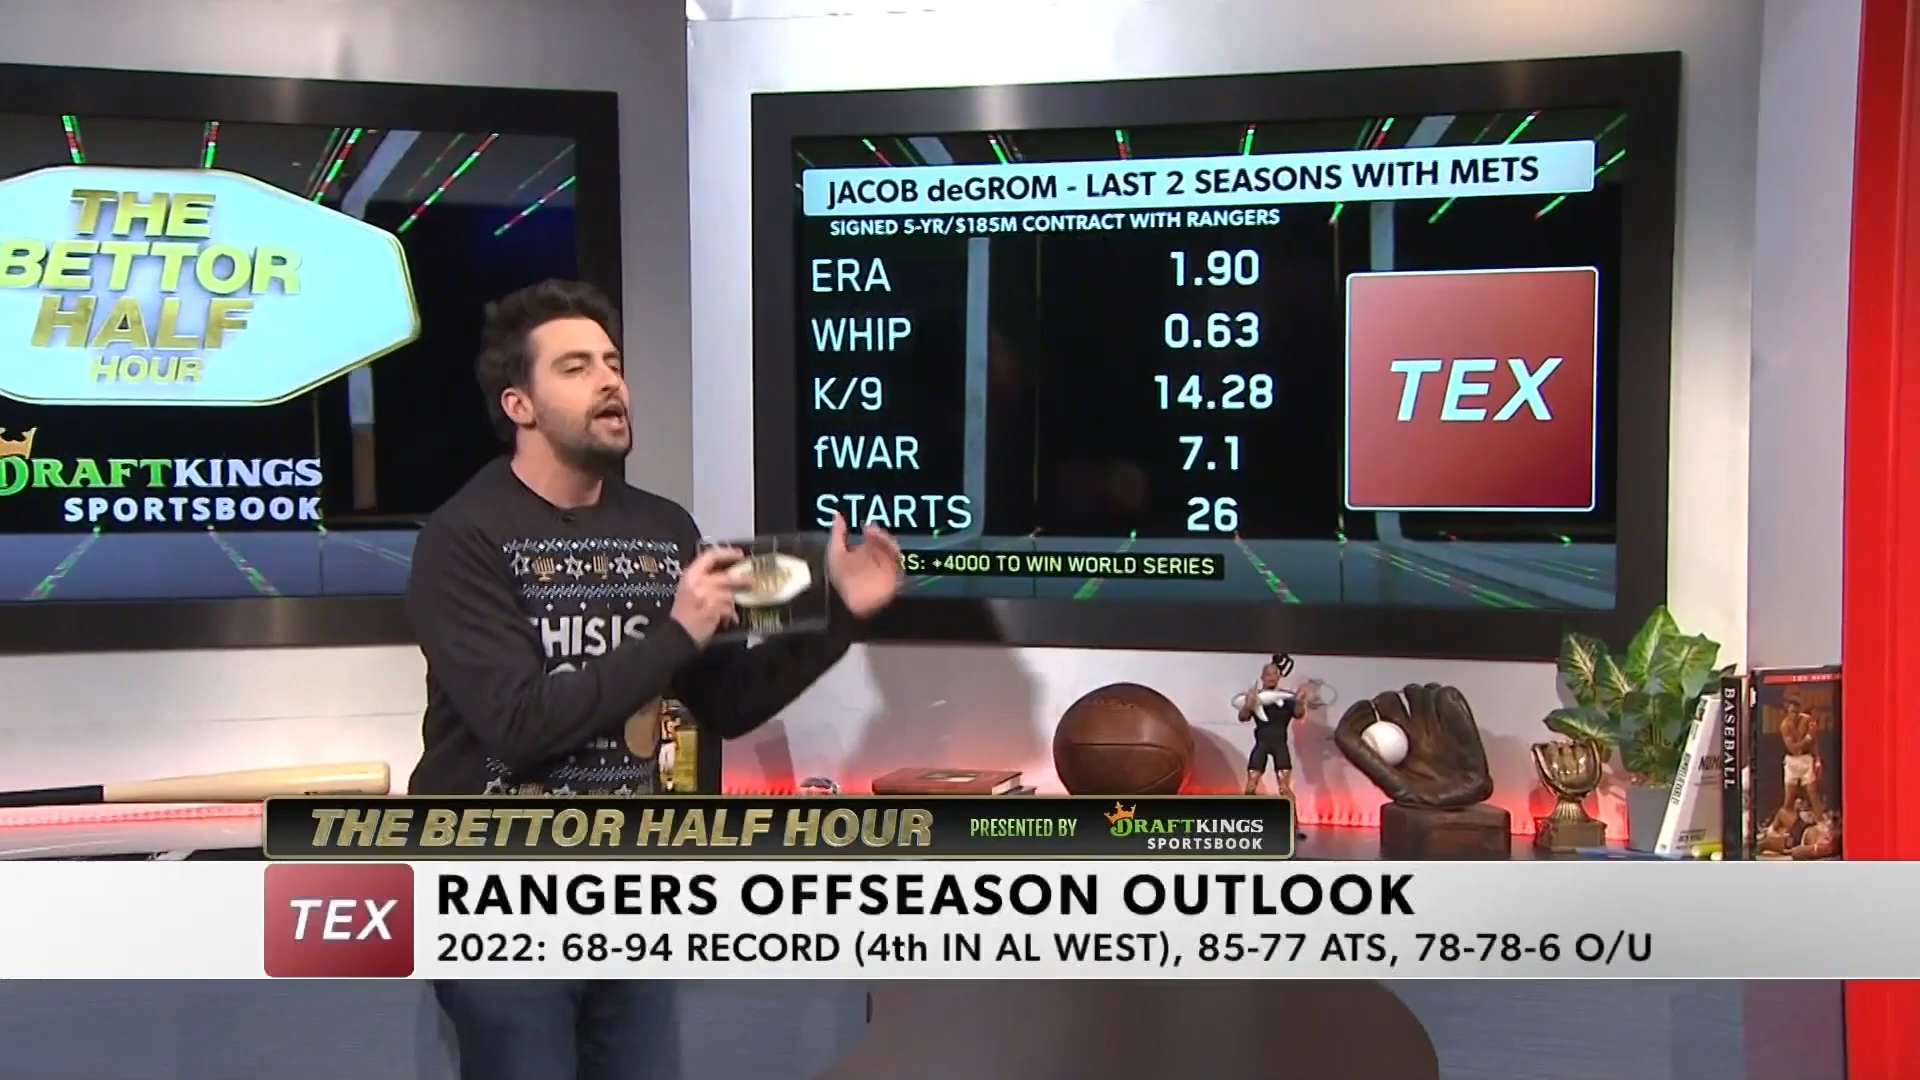 THE
BETTOR
HALF
HOUR
DRAFTKINGS
SPORTSBOOK
JACOB deGROM - LAST 2 SEASONS WITH METS
SIGNED 5-YR/$185M CONTRACT WITH RANGERS
ERA 1.90
WHIP 0.63
K/9 14.28
fWAR 7.1
STARTS 26
TEX
+4000 TO WIN WORLD SERIES
THIS IS
BASEBALL
THE BETTOR HALF HOUR PRESENTED BY DRAFTKINGS
SPORTSBOOK
TEX
RANGERS OFFSEASON OUTLOOK
2022: 68-94 RECORD (4th IN AL WEST), 85-77 ATS, 78-78-6 O/U